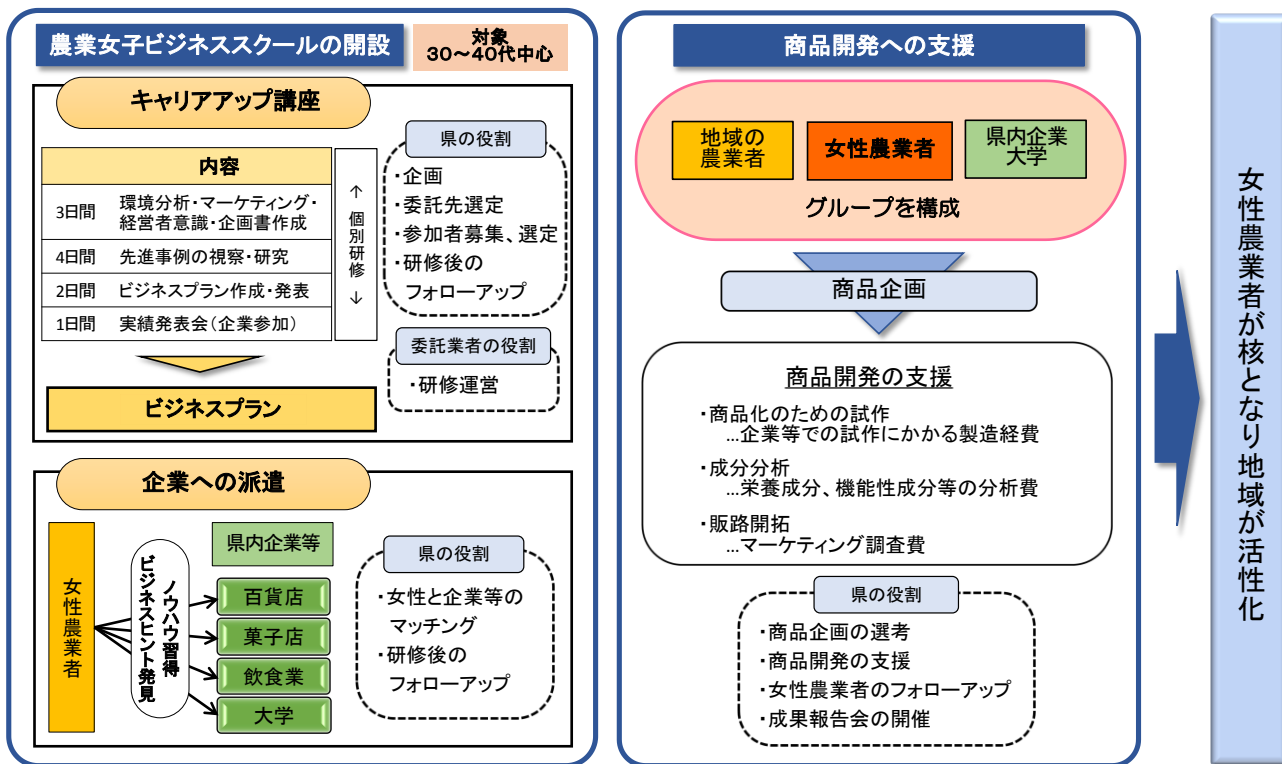 農業女子ビジネススクールの開設
対象
30～40代中心
キャリアアップ講座
内容
3日間 環境分析・マーケティング・
経営者意識・企画書作成
4日間 先進事例の視察・研究
2日間 ビジネスプラン作成・発表
1日間 実績発表会(企業参加)
↑個別研修↓
ビジネスプラン
県の役割
・企画
・委託先選定
・参加者募集、選定
・研修後の
フォローアップ
委託業者の役割
・研修運営
企業への派遣
女性農業者
ノウハウ習得
ビジネスヒント発見
県内企業等
百貨店
菓子店
飲食業
大学
県の役割
・女性と企業等の
マッチング
・研修後の
フォローアップ
商品開発への支援
地域の
農業者
女性農業者
県内企業
大学
グループを構成
商品企画
商品開発の支援
・商品化のための試作
…企業等での試作にかかる製造経費
・成分分析
…栄養成分、機能性成分等の分析費
・販路開拓
…マーケティング調査費
県の役割
・商品企画の選考
・商品開発の支援
・女性農業者のフォローアップ
・成果報告会の開催
女性農業者が核となり地域が活性化